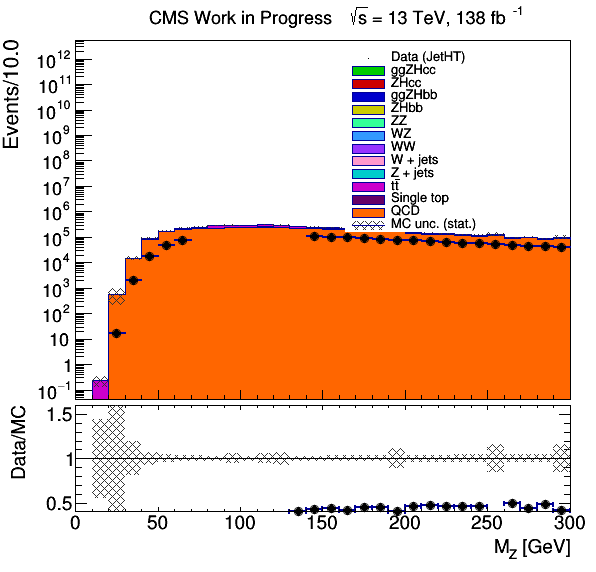 CMS Work in Progress √s = 13 TeV, 138 fb⁻¹
Events/10.0
10¹²
10¹¹
10¹⁰
10⁹
10⁸
10⁷
10⁶
10⁵
10⁴
10³
10²
10
1
10⁻¹
Data (JetHT)
ggZHcc
ZHcc
ggZHbb
ZHbb
ZZ
WZ
WW
W + jets
Z + jets
tt̄
Single top
QCD
MC unc. (stat.)
Data/MC
1.5
1
0.5
0 50 100 150 200 250 300
M_Z [GeV]